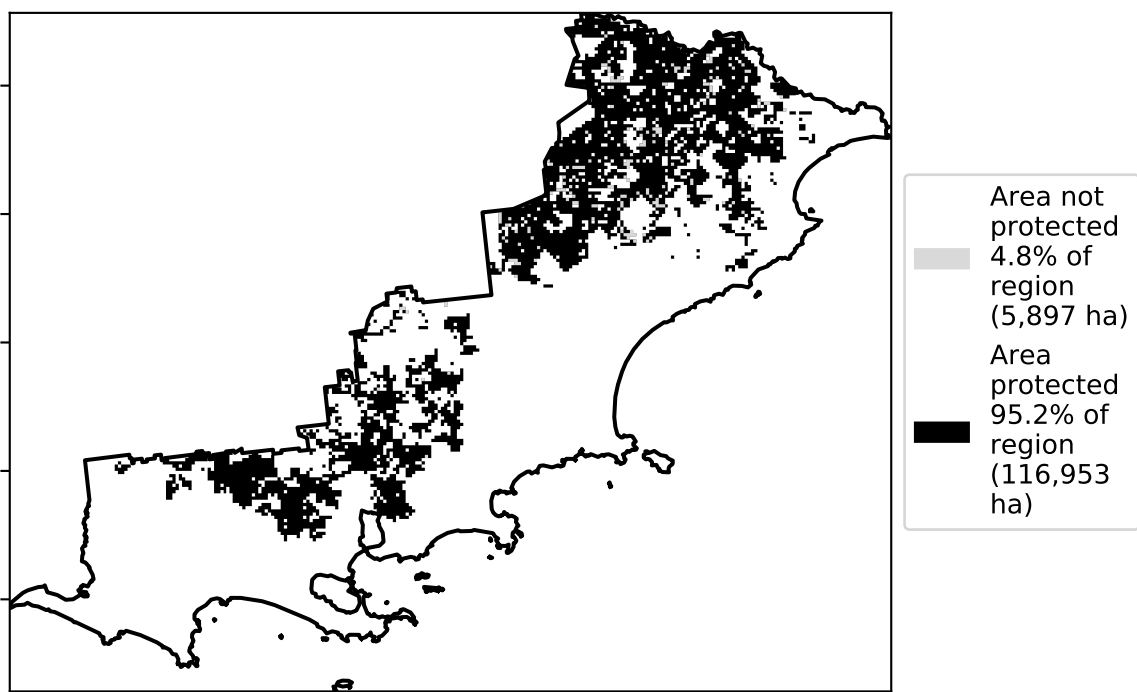 Area not
protected
4.8% of
region
(5,897 ha)
Area
protected
95.2% of
region
(116,953
ha)